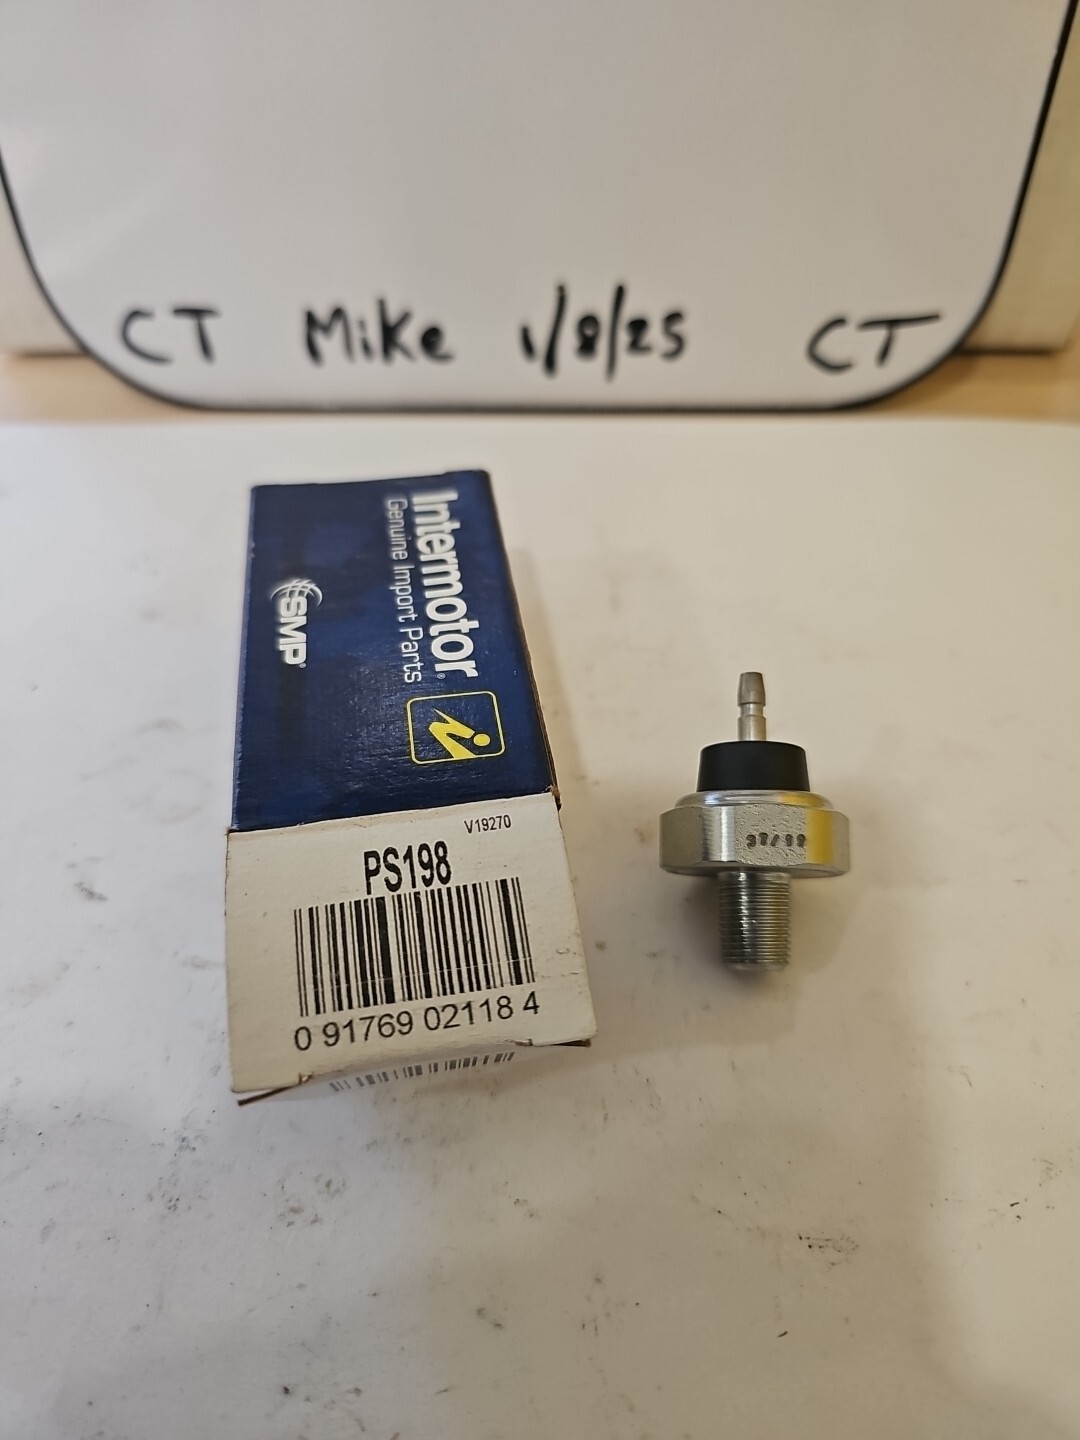 CT Mike 1/8/25 CT
Intermotor®
Genuine Import Parts
SMP®
V19270
PS198
0 91769 02118 4